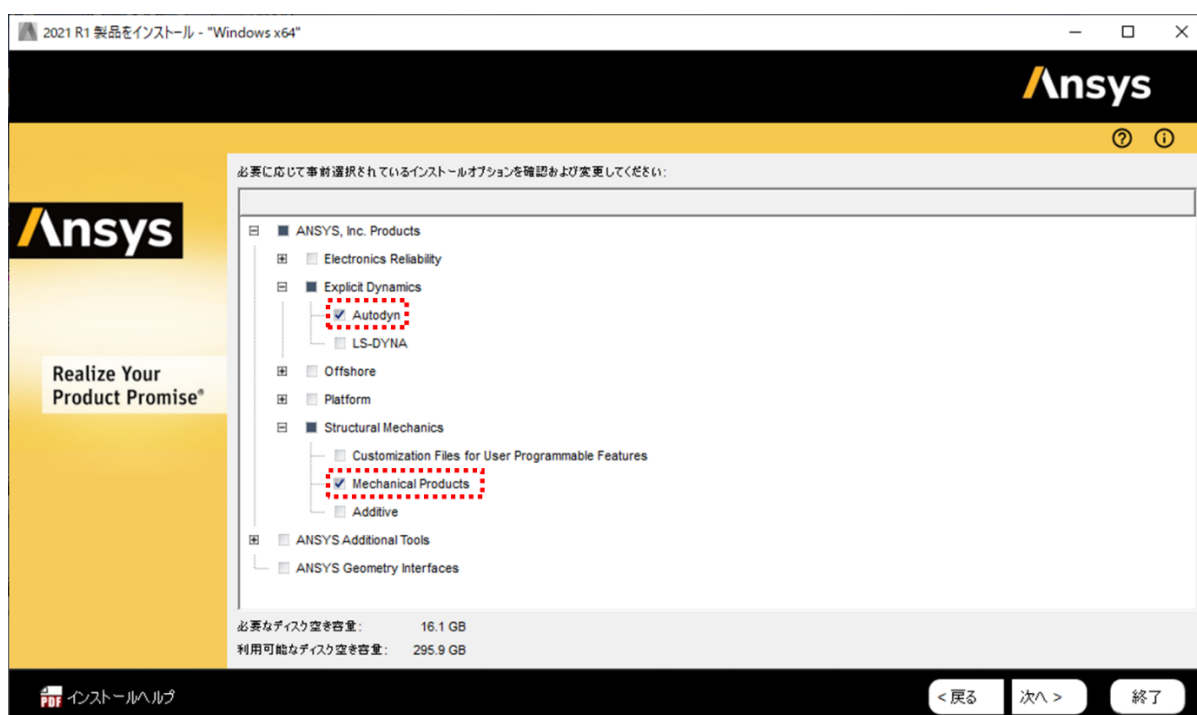 2021 R1 製品をインストール - "Windows x64"
Ansys
必要に応じて事前選択されているインストールオプションを確認および変更してください:
Ansys
ANSYS, Inc. Products
Electronics Reliability
Explicit Dynamics
Autodyn
LS-DYNA
Offshore
Platform
Structural Mechanics
Customization Files for User Programmable Features
Mechanical Products
Additive
ANSYS Additional Tools
ANSYS Geometry Interfaces
Realize Your
Product Promise®
必要なディスク空き容量: 16.1 GB
利用可能なディスク空き容量: 295.9 GB
PDF インストールヘルプ
< 戻る 次へ > 終了